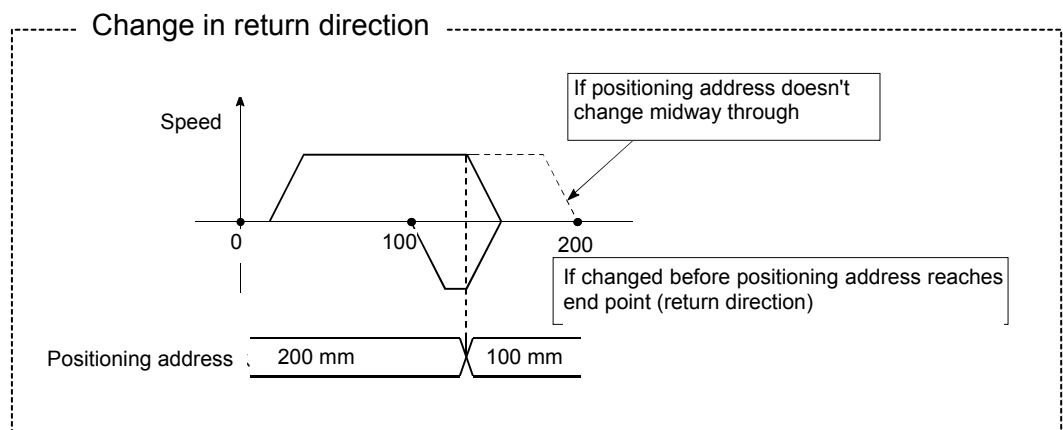 Change in return direction
If positioning address doesn't
change midway through
Speed
0
100
200
If changed before positioning address reaches
end point (return direction)
Positioning address
200 mm
100 mm